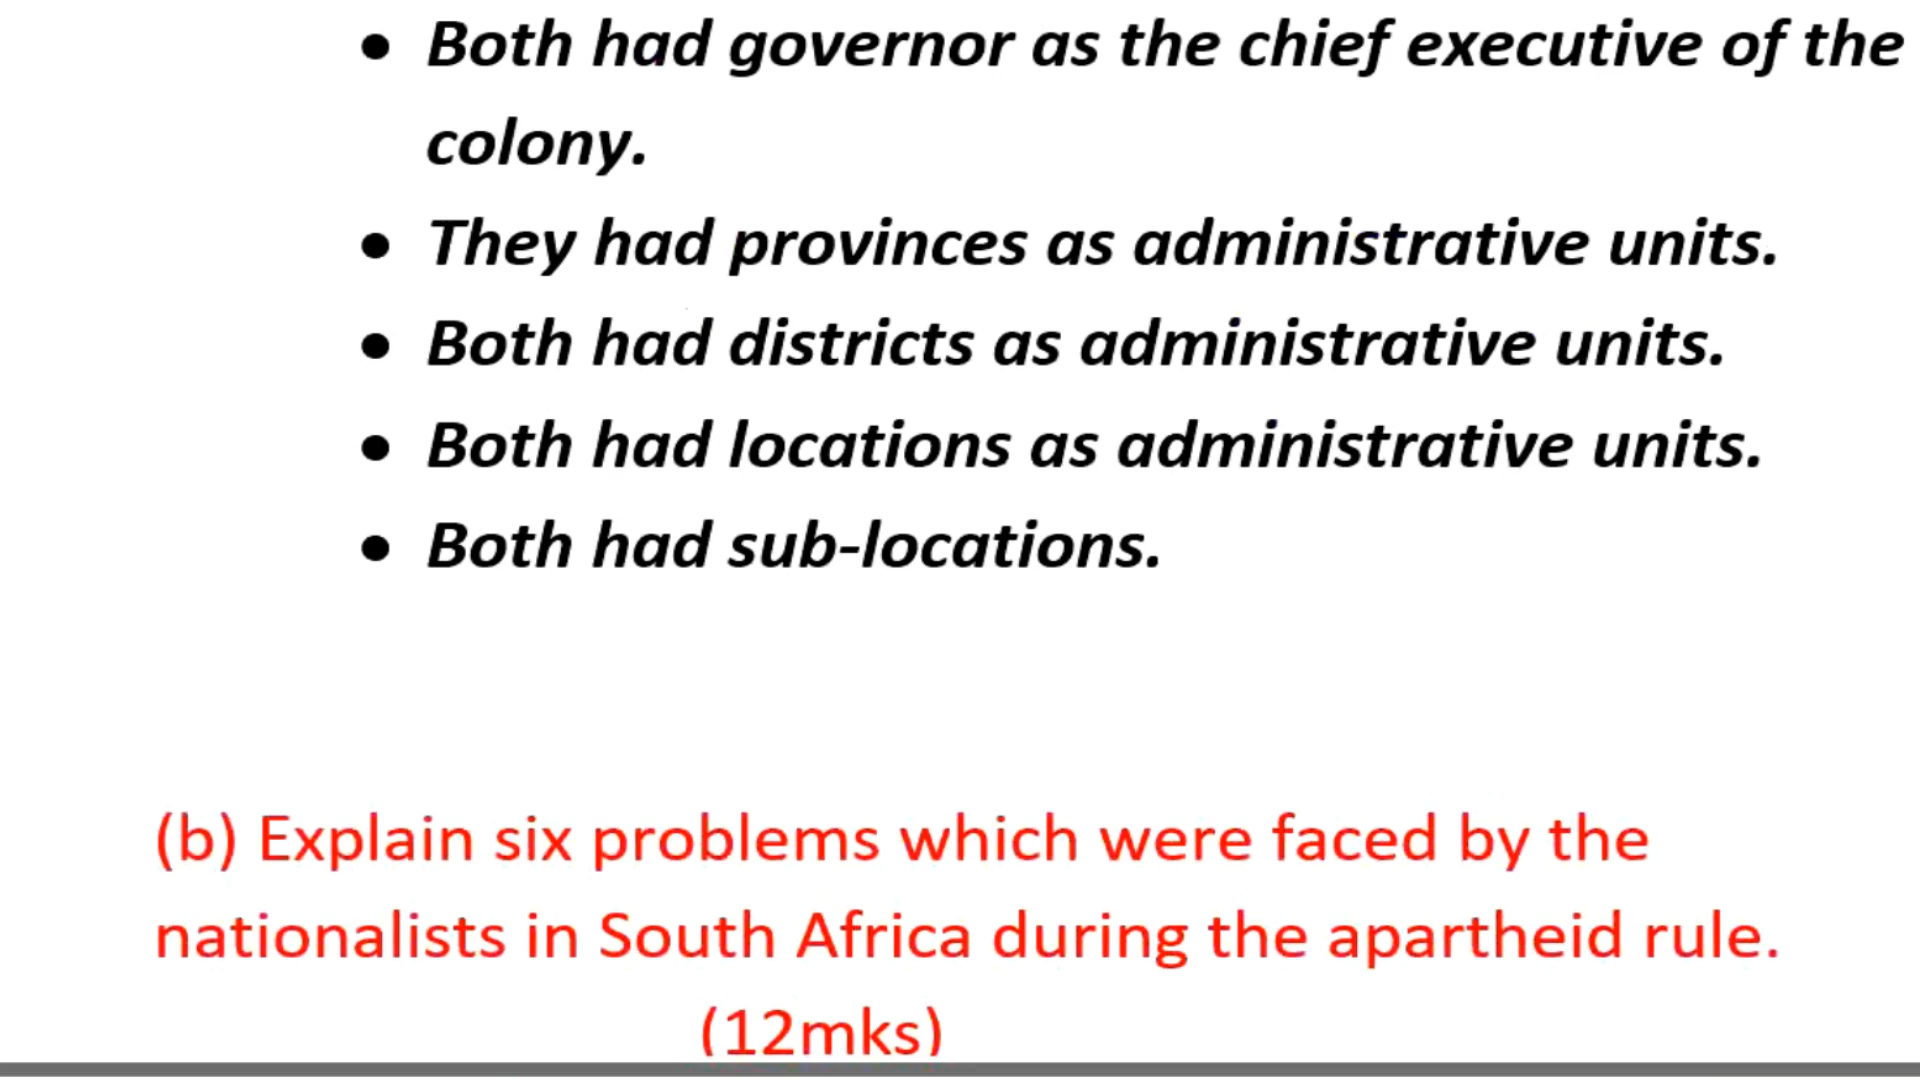 • Both had governor as the chief executive of the
colony.
• They had provinces as administrative units.
• Both had districts as administrative units.
• Both had locations as administrative units.
• Both had sub-locations.
(b) Explain six problems which were faced by the
nationalists in South Africa during the apartheid rule.
(12mks)